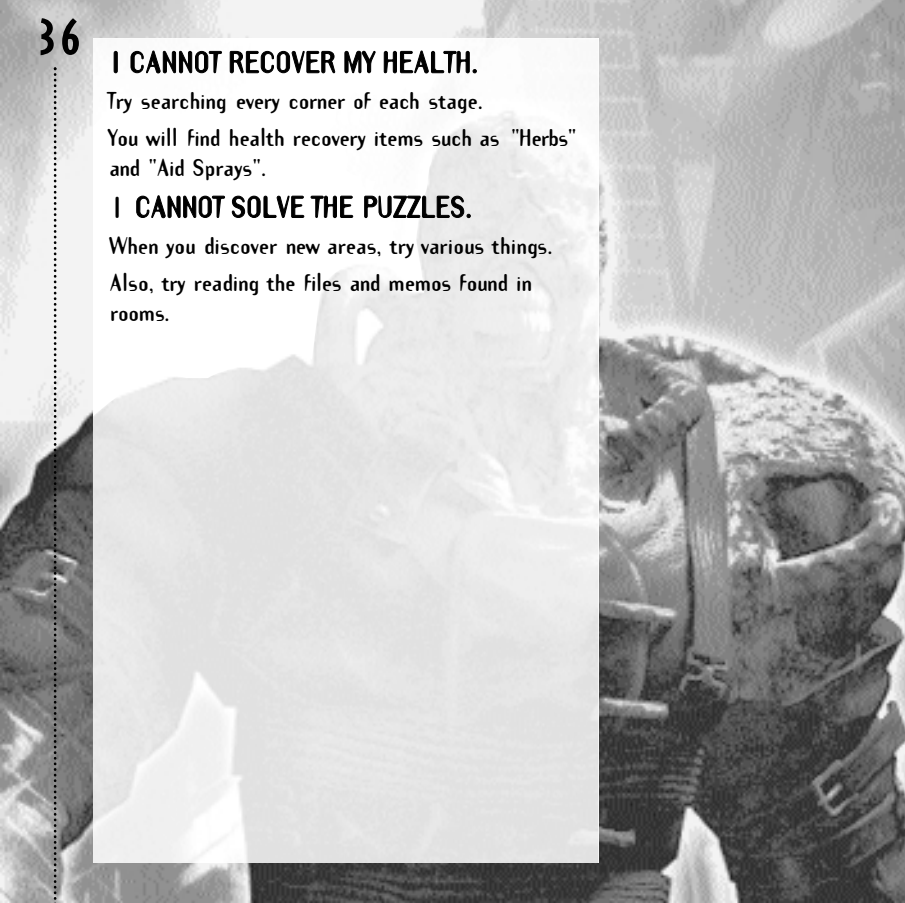 36
I CANNOT RECOVER MY HEALTH.
Try searching every corner of each stage.
You will find health recovery items such as "Herbs"
and "Aid Sprays".
I CANNOT SOLVE THE PUZZLES.
When you discover new areas, try various things.
Also, try reading the files and memos found in
rooms.